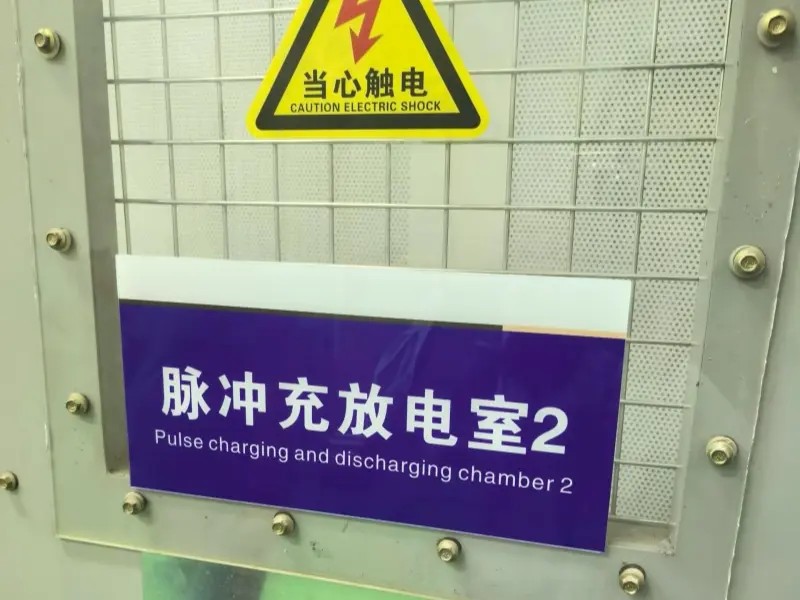 当心触电
CAUTION ELECTRIC SHOCK
脉冲充放电室2
Pulse charging and discharging chamber 2